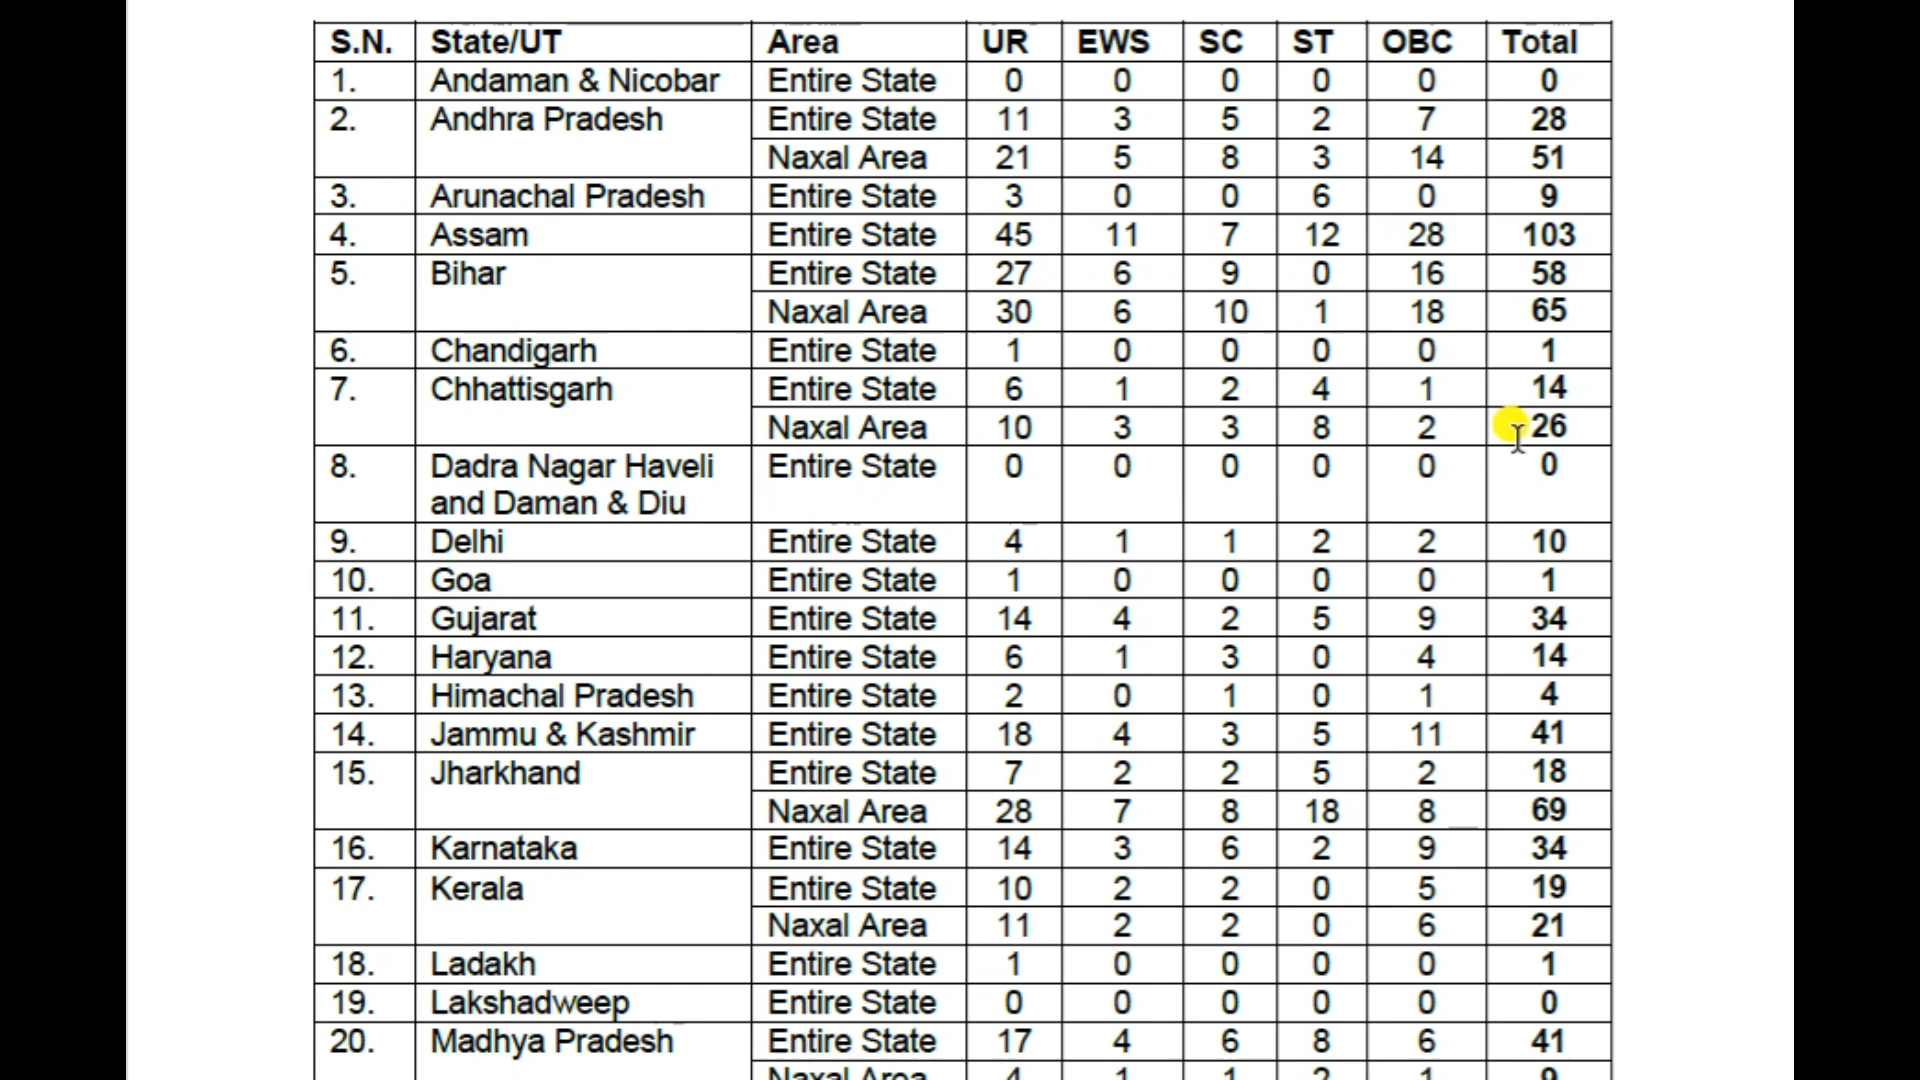 S.N. State/UT Area UR EWS SC ST OBC Total
1. Andaman & Nicobar Entire State 0 0 0 0 0 0
2. Andhra Pradesh Entire State 11 3 5 2 7 28
Naxal Area 21 5 8 3 14 51
3. Arunachal Pradesh Entire State 3 0 0 6 0 9
4. Assam Entire State 45 11 7 12 28 103
5. Bihar Entire State 27 6 9 0 16 58
Naxal Area 30 6 10 1 18 65
6. Chandigarh Entire State 1 0 0 0 0 1
7. Chhattisgarh Entire State 6 1 2 4 1 14
Naxal Area 10 3 3 8 2 26
8. Dadra Nagar Haveli Entire State 0 0 0 0 0 0
and Daman & Diu
9. Delhi Entire State 4 1 1 2 2 10
10. Goa Entire State 1 0 0 0 0 1
11. Gujarat Entire State 14 4 2 5 9 34
12. Haryana Entire State 6 1 3 0 4 14
13. Himachal Pradesh Entire State 2 0 1 0 1 4
14. Jammu & Kashmir Entire State 18 4 3 5 11 41
15. Jharkhand Entire State 7 2 2 5 2 18
Naxal Area 28 7 8 18 8 69
16. Karnataka Entire State 14 3 6 2 9 34
17. Kerala Entire State 10 2 2 0 5 19
Naxal Area 11 2 2 0 6 21
18. Ladakh Entire State 1 0 0 0 0 1
19. Lakshadweep Entire State 0 0 0 0 0 0
20. Madhya Pradesh Entire State 17 4 6 8 6 41
Naxal Area 4 1 1 2 1 9